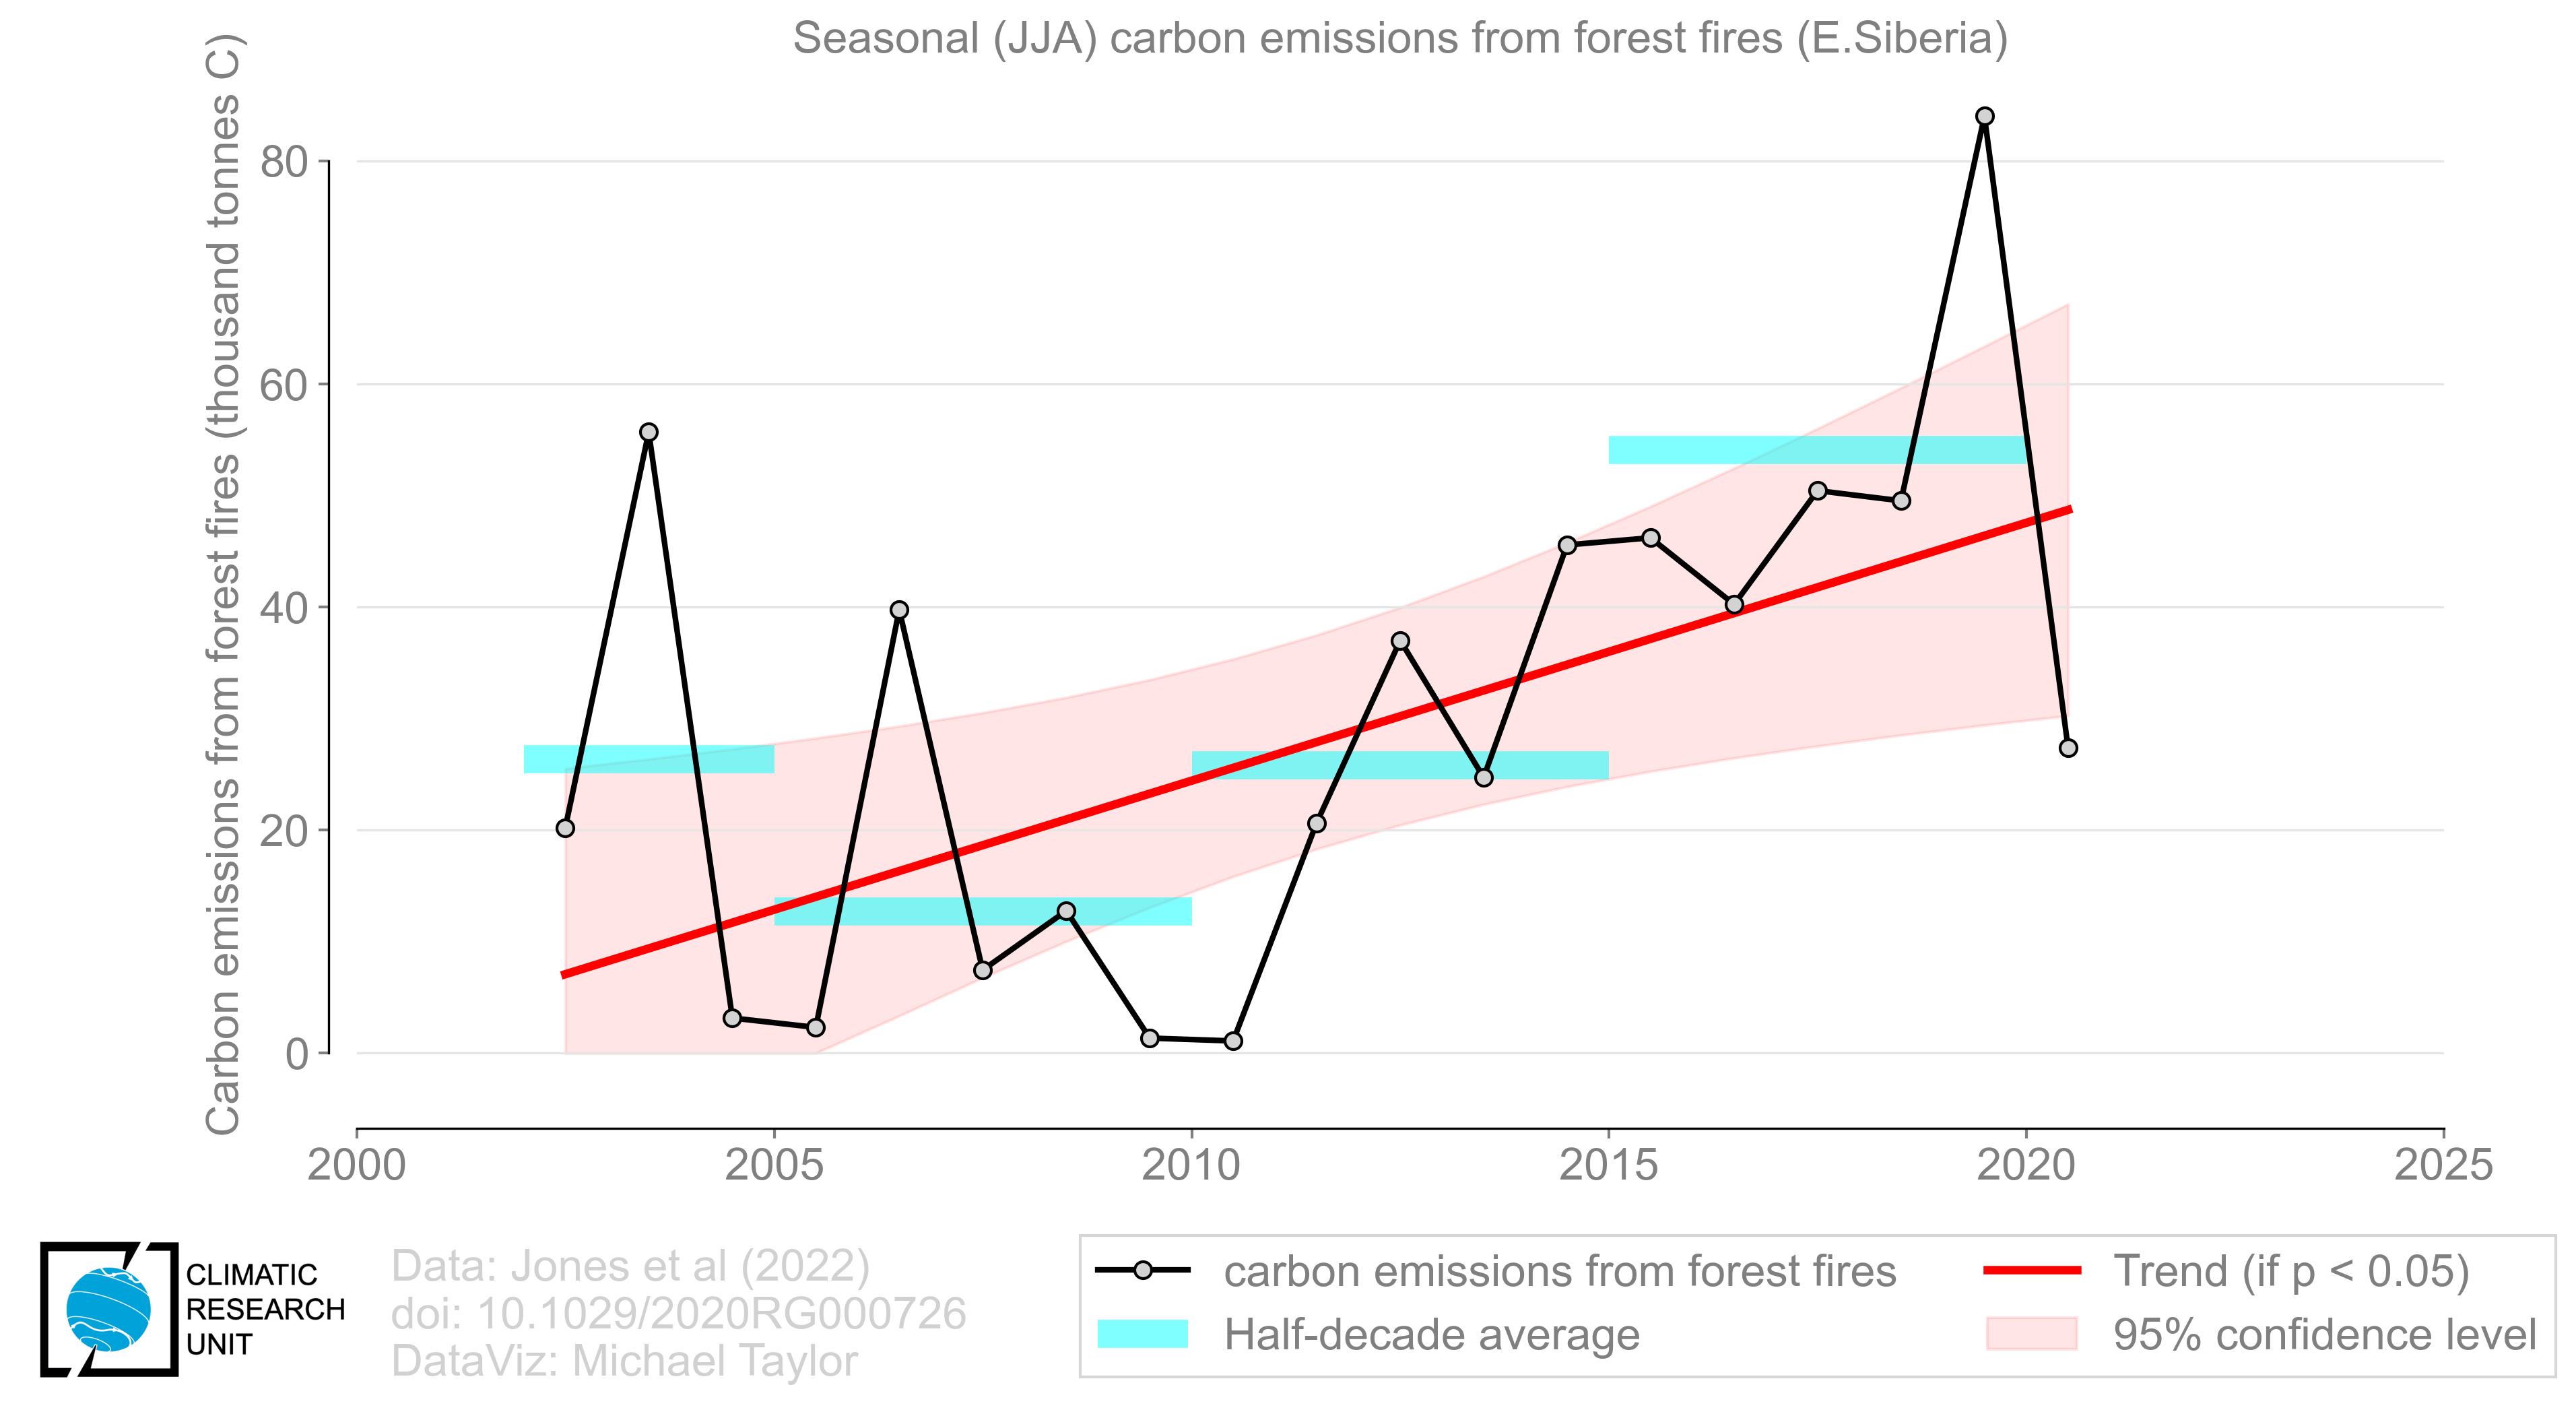 Seasonal (JJA) carbon emissions from forest fires (E.Siberia)
Carbon emissions from forest fires (thousand tonnes C)
80
60
40
20
0
2000
2005
2010
2015
2020
2025
CLIMATIC
RESEARCH
UNIT
Data: Jones et al (2022)
doi: 10.1029/2020RG000726
DataViz: Michael Taylor
carbon emissions from forest fires
Half-decade average
Trend (if p < 0.05)
95% confidence level